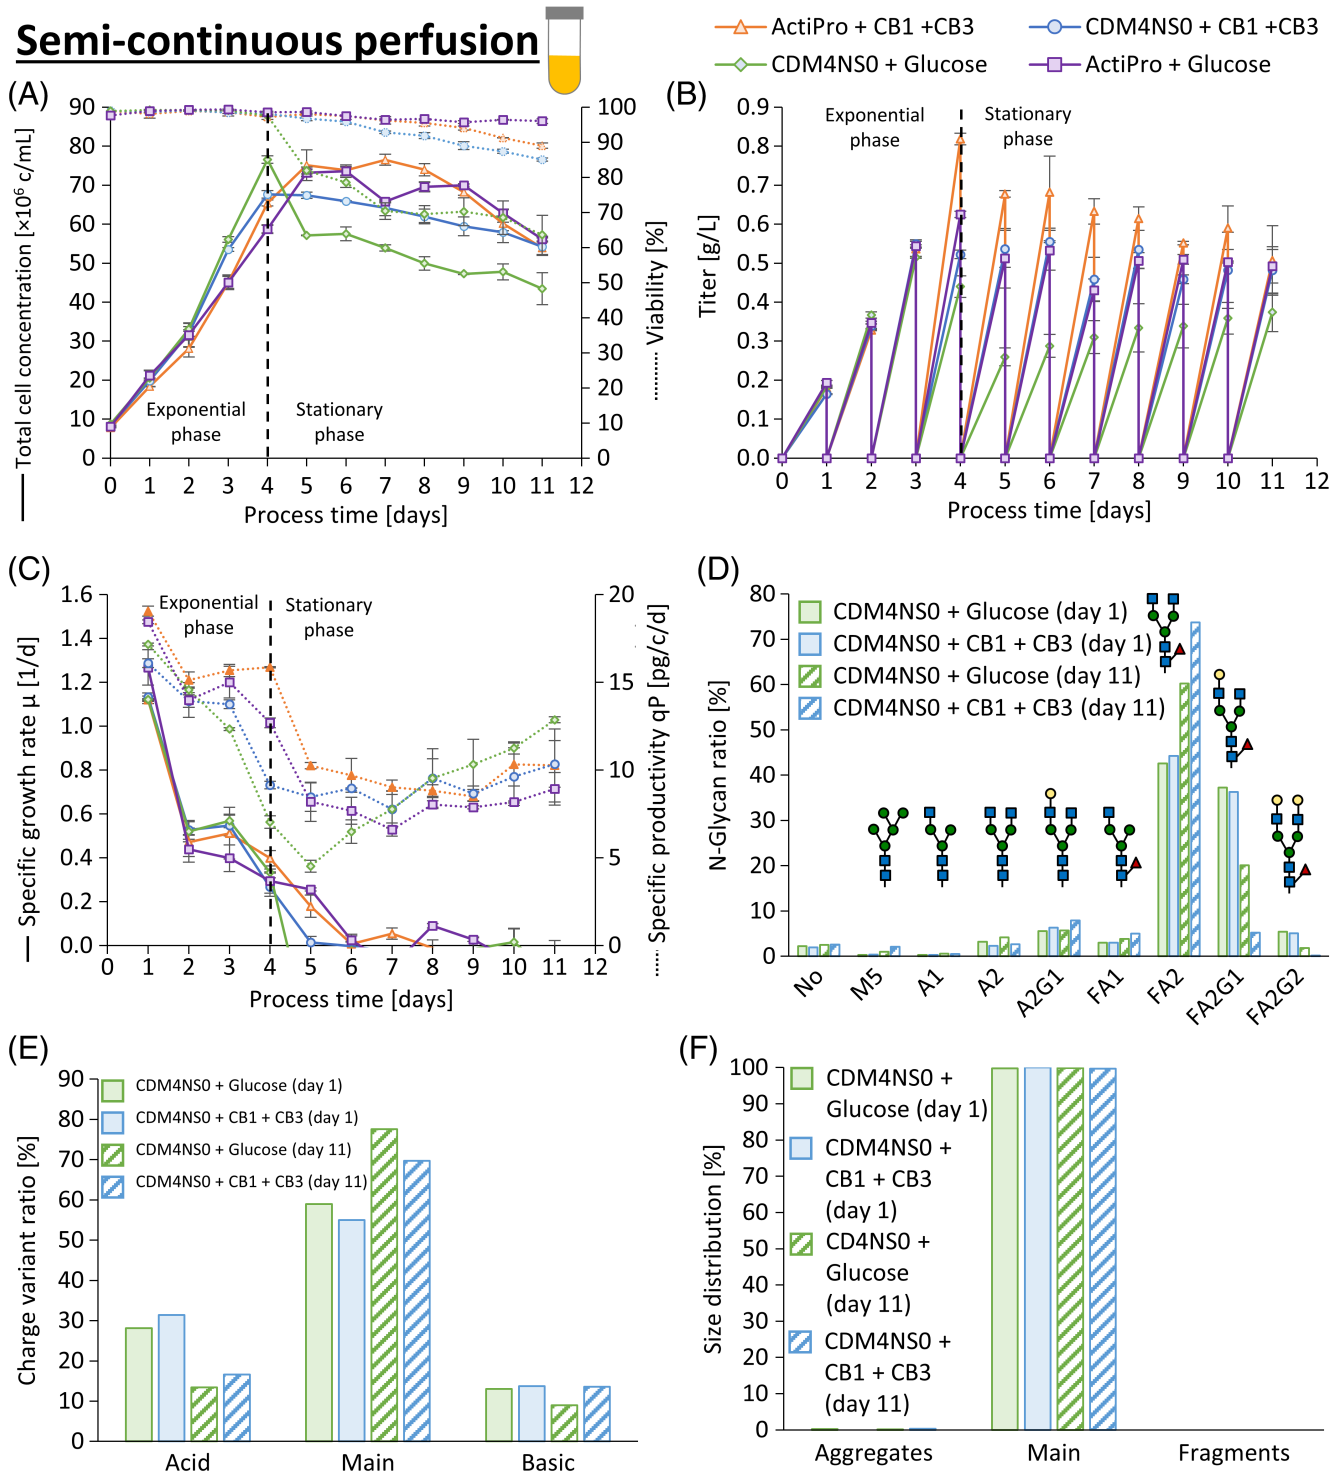 Semi-continuous perfusion
ActiPro + CB1 +CB3
CDM4NS0 + CB1 +CB3
CDM4NS0 + Glucose
ActiPro + Glucose
(A)
Total cell concentration [×10⁶ c/mL]
90
80
70
60
50
40
30
20
10
0
Exponential
phase
Stationary
phase
100
90
80
70
60
50
40
30
20
10
0
Viability [%]
0 1 2 3 4 5 6 7 8 9 10 11 12
Process time [days]
(B)
Titer [g/L]
0.9
0.8
0.7
0.6
0.5
0.4
0.3
0.2
0.1
0.0
Exponential
phase
Stationary
phase
0 1 2 3 4 5 6 7 8 9 10 11 12
Process time [days]
(C)
Specific growth rate µ [1/d]
1.6
1.4
1.2
1.0
0.8
0.6
0.4
0.2
0.0
Exponential
phase
Stationary
phase
20
15
10
5
0
Specific productivity qP [pg/c/d]
0 1 2 3 4 5 6 7 8 9 10 11 12
Process time [days]
(D)
N-Glycan ratio [%]
80
70
60
50
40
30
20
10
0
CDM4NS0 + Glucose (day 1)
CDM4NS0 + CB1 + CB3 (day 1)
CDM4NS0 + Glucose (day 11)
CDM4NS0 + CB1 + CB3 (day 11)
No M5 A1 A2 A2G1 FA1 FA2 FA2G1 FA2G2
(E)
Charge variant ratio [%]
90
80
70
60
50
40
30
20
10
0
CDM4NS0 + Glucose (day 1)
CDM4NS0 + CB1 + CB3 (day 1)
CDM4NS0 + Glucose (day 11)
CDM4NS0 + CB1 + CB3 (day 11)
Acid Main Basic
(F)
Size distribution [%]
100
90
80
70
60
50
40
30
20
10
0
CDM4NS0 +
Glucose (day 1)
CDM4NS0 +
CB1 + CB3
(day 1)
CD4NS0 +
Glucose
(day 11)
CDM4NS0 +
CB1 + CB3
(day 11)
Aggregates Main Fragments